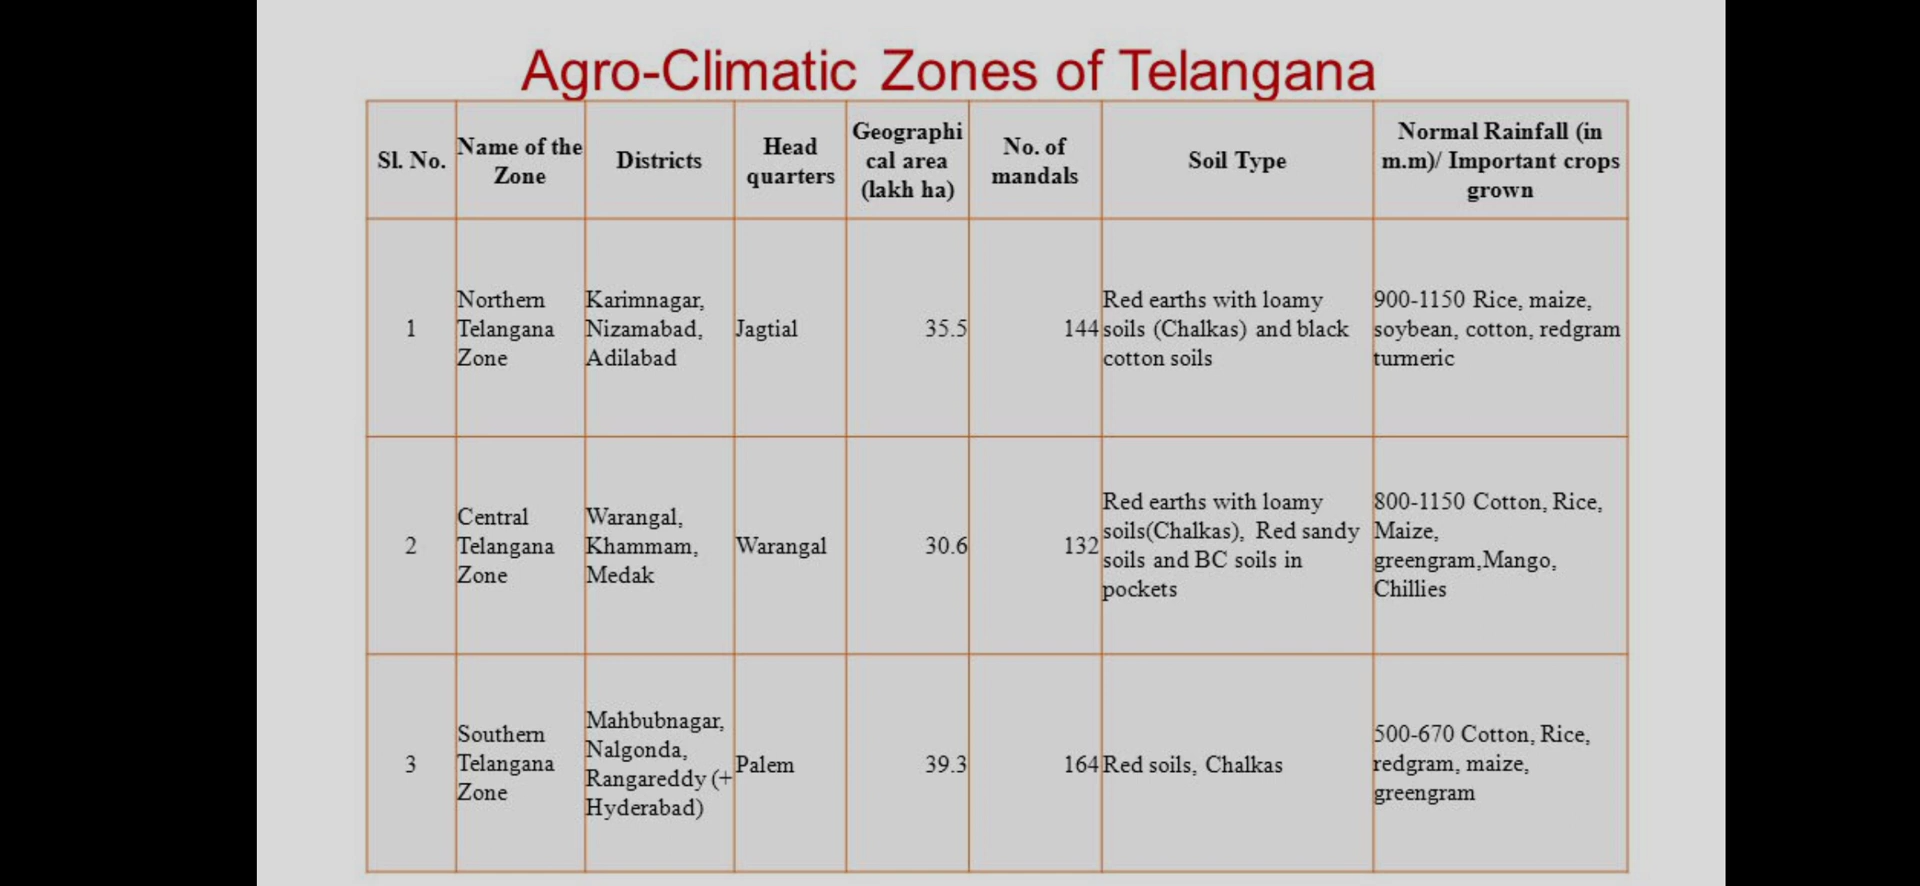 Agro-Climatic Zones of Telangana
Sl. No.
Name of the
Zone
Districts
Head
quarters
Geographi
cal area
(lakh ha)
No. of
mandals
Soil Type
Normal Rainfall (in
m.m)/ Important crops
grown
1
Northern
Telangana
Zone
Karimnagar,
Nizamabad,
Adilabad
Jagtial
35.5
144
Red earths with loamy
soils (Chalkas) and black
cotton soils
900-1150 Rice, maize,
soybean, cotton, redgram
turmeric
2
Central
Telangana
Zone
Warangal,
Khammam,
Medak
Warangal
30.6
132
Red earths with loamy
soils(Chalkas), Red sandy
soils and BC soils in
pockets
800-1150 Cotton, Rice,
Maize,
greengram,Mango,
Chillies
3
Southern
Telangana
Zone
Mahbubnagar,
Nalgonda,
Rangareddy (+
Hyderabad)
Palem
39.3
164
Red soils, Chalkas
500-670 Cotton, Rice,
redgram, maize,
greengram